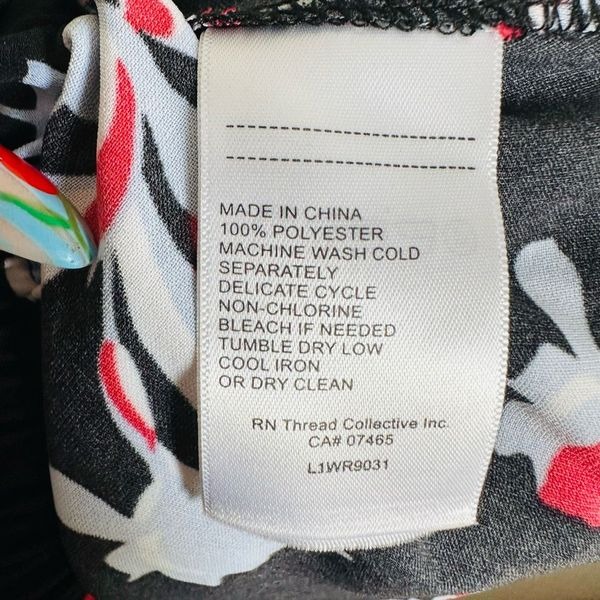 MADE IN CHINA
100% POLYESTER
MACHINE WASH COLD
SEPARATELY
DELICATE CYCLE
NON-CHLORINE
BLEACH IF NEEDED
TUMBLE DRY LOW
COOL IRON
OR DRY CLEAN
RN Thread Collective Inc.
CA# 07465
L1WR9031